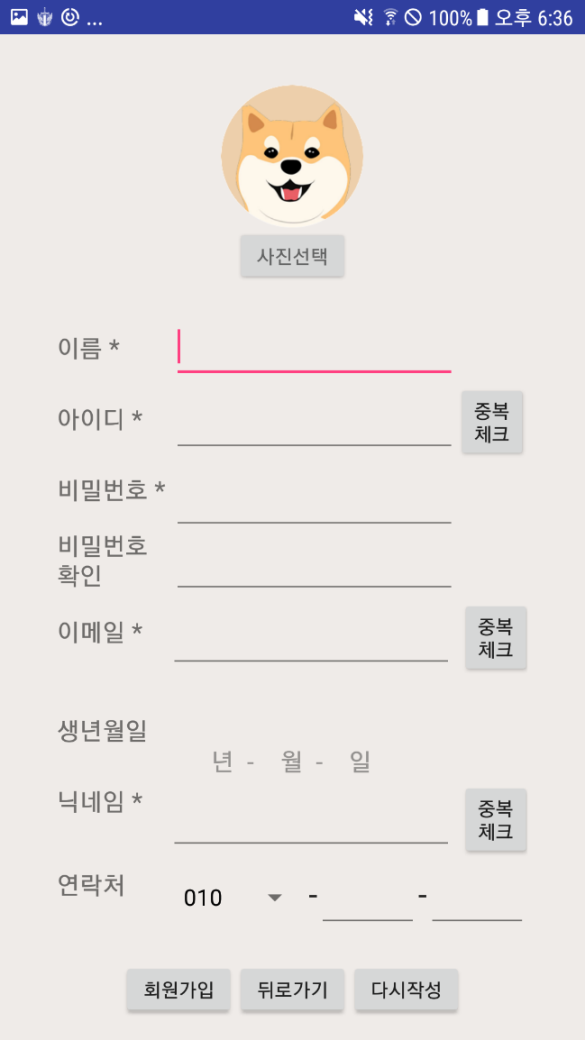 ... 100% 오후 6:36
사진선택
이름 *
아이디 *
중복
체크
비밀번호 *
비밀번호
확인
이메일 *
중복
체크
생년월일
년 - 월 - 일
닉네임 *
중복
체크
연락처
010 - -
회원가입 뒤로가기 다시작성